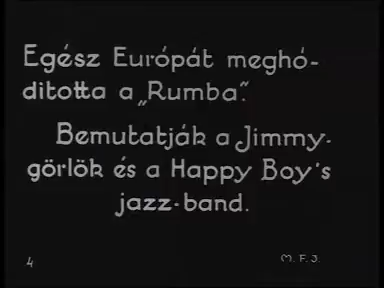 Egész Európát meghó-
ditotta a „Rumba".
Bemutatják a Jimmy-
görlök és a Happy Boy's
jazz-band.
4
M. F. I.